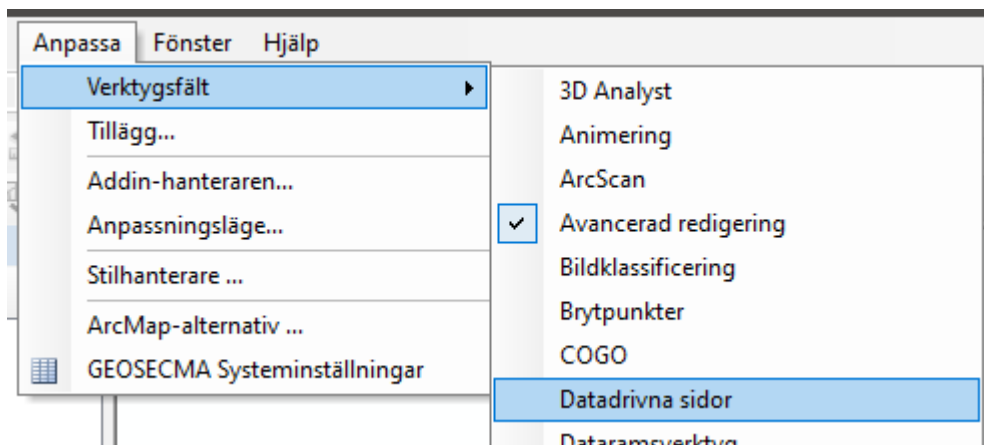 Anpassa Fönster Hjälp
Verktygsfält
Tillägg...
Addin-hanteraren...
Anpassningsläge...
Stilhanterare ...
ArcMap-alternativ ...
GEOSECMA Systeminställningar
3D Analyst
Animering
ArcScan
Avancerad redigering
Bildklassificering
Brytpunkter
COGO
Datadrivna sidor
Dataramsverktyg